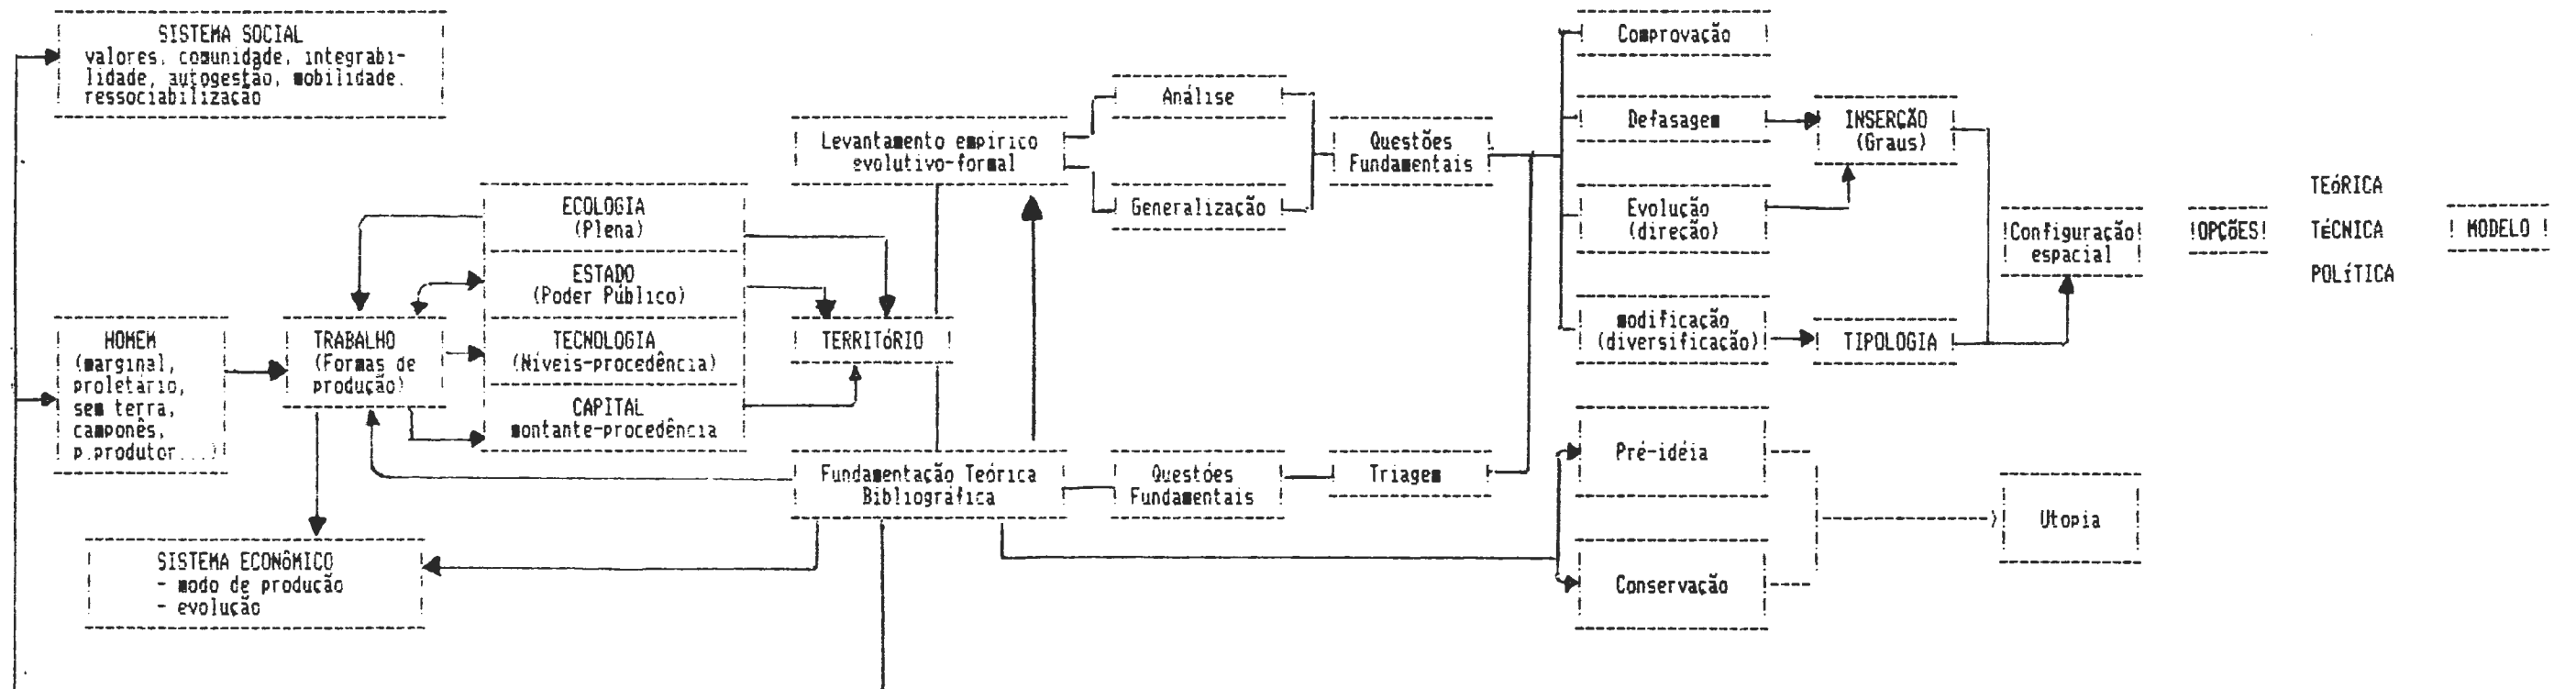 SISTEMA SOCIAL
valores, comunidade, integrabi-
lidade, autogestão, mobilidade,
ressociabilização
HOMEM
(marginal,
proletário,
sem terra,
camponês,
p.produtor...)
TRABALHO
(Formas de
produção)
SISTEMA ECONôMICO
- modo de produção
- evolução
ECOLOGIA
(Plena)
ESTADO
(Poder Público)
TECNOLOGIA
(Níveis-procedência)
CAPITAL
montante-procedência
TERRITóRIO
Levantamento empírico
evolutivo-formal
Fundamentação Teórica
Bibliográfica
Análise
Generalização
Questões
Fundamentais
Questões
Fundamentais
Triagem
Comprovação
Defasagem
Evolução
(direção)
modificação
(diversificação)
Pré-idéia
Conservação
INSERÇÃO
(Graus)
TIPOLOGIA
Configuração
espacial
Utopia
OPÇõES
TEóRICA
TéCNICA
POLíTICA
MODELO